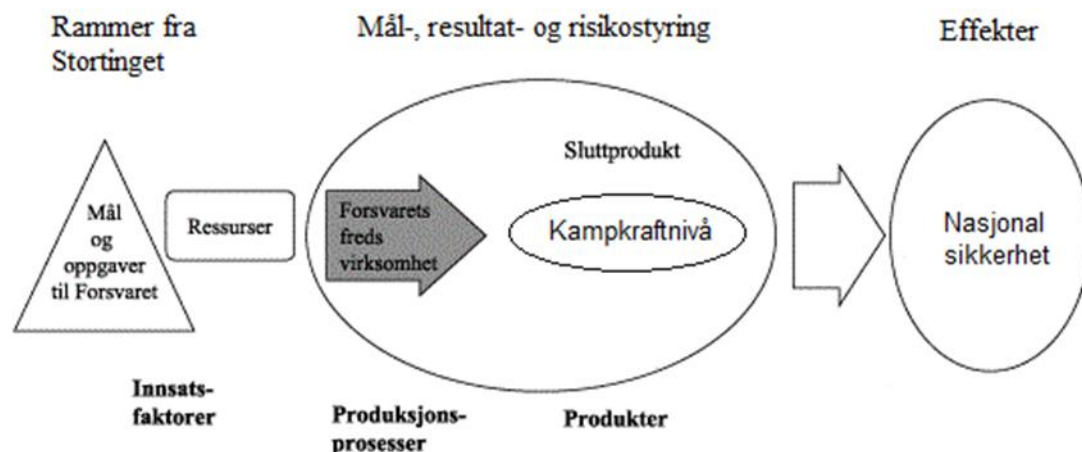 Rammer fra
Stortinget
Mål-, resultat- og risikostyring
Effekter
Mål
og
oppgaver
til Forsvaret
Ressurser
Forsvarets
freds
virksomhet
Sluttprodukt
Kampkraftnivå
Nasjonal
sikkerhet
Innsats-
faktorer
Produksjons-
prosesser
Produkter